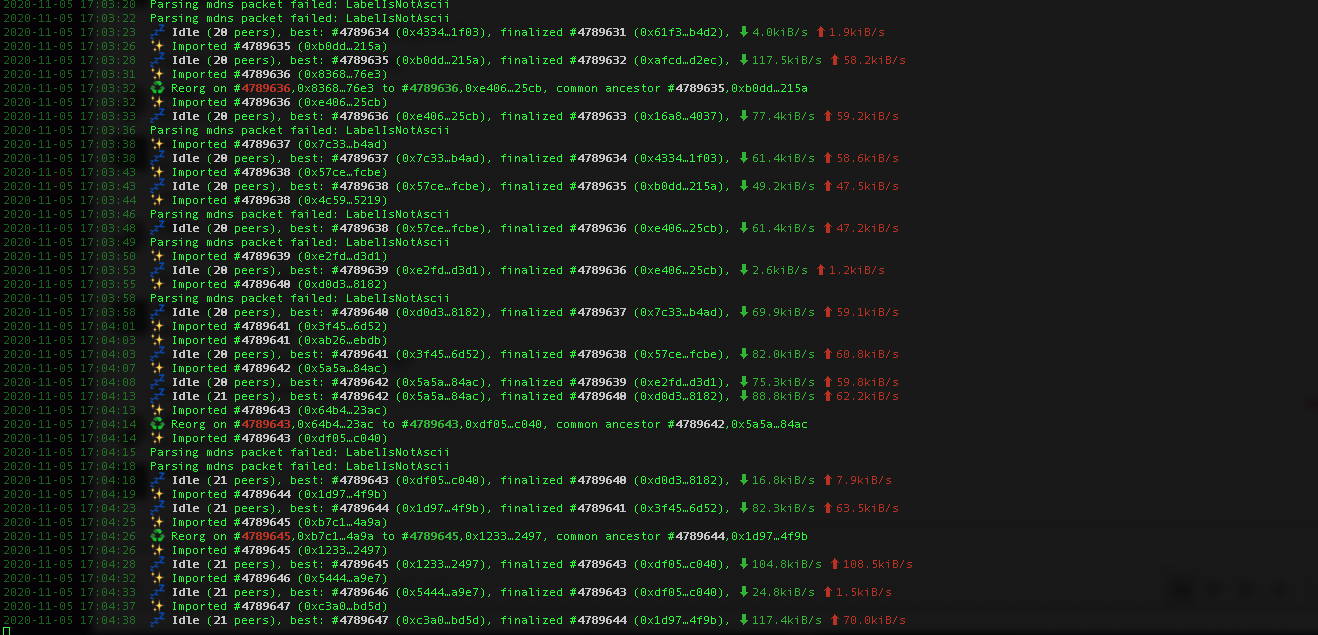 2020-11-05 17:03:20 Parsing mdns packet failed: LabelIsNotAscii
2020-11-05 17:03:22 Parsing mdns packet failed: LabelIsNotAscii
2020-11-05 17:03:23 💤 Idle (20 peers), best: #4789634 (0x4334…1f03), finalized #4789631 (0x61f3…b4d2), ⬇ 4.0kiB/s ⬆ 1.9kiB/s
2020-11-05 17:03:26 ✨ Imported #4789635 (0xb0dd…215a)
2020-11-05 17:03:28 💤 Idle (20 peers), best: #4789635 (0xb0dd…215a), finalized #4789632 (0xafcd…d2ec), ⬇ 117.5kiB/s ⬆ 58.2kiB/s
2020-11-05 17:03:31 ✨ Imported #4789636 (0x8368…76e3)
2020-11-05 17:03:32 ♻️ Reorg on #4789636,0x8368…76e3 to #4789636,0xe406…25cb, common ancestor #4789635,0xb0dd…215a
2020-11-05 17:03:32 ✨ Imported #4789636 (0xe406…25cb)
2020-11-05 17:03:33 💤 Idle (20 peers), best: #4789636 (0xe406…25cb), finalized #4789633 (0x16a8…4037), ⬇ 77.4kiB/s ⬆ 59.2kiB/s
2020-11-05 17:03:36 Parsing mdns packet failed: LabelIsNotAscii
2020-11-05 17:03:38 ✨ Imported #4789637 (0x7c33…b4ad)
2020-11-05 17:03:38 💤 Idle (20 peers), best: #4789637 (0x7c33…b4ad), finalized #4789634 (0x4334…1f03), ⬇ 61.4kiB/s ⬆ 58.6kiB/s
2020-11-05 17:03:43 ✨ Imported #4789638 (0x57ce…fcbe)
2020-11-05 17:03:43 💤 Idle (20 peers), best: #4789638 (0x57ce…fcbe), finalized #4789635 (0xb0dd…215a), ⬇ 49.2kiB/s ⬆ 47.5kiB/s
2020-11-05 17:03:44 ✨ Imported #4789638 (0x4c59…5219)
2020-11-05 17:03:46 Parsing mdns packet failed: LabelIsNotAscii
2020-11-05 17:03:48 💤 Idle (20 peers), best: #4789638 (0x57ce…fcbe), finalized #4789636 (0xe406…25cb), ⬇ 61.4kiB/s ⬆ 47.2kiB/s
2020-11-05 17:03:49 Parsing mdns packet failed: LabelIsNotAscii
2020-11-05 17:03:50 ✨ Imported #4789639 (0xe2fd…d3d1)
2020-11-05 17:03:53 💤 Idle (20 peers), best: #4789639 (0xe2fd…d3d1), finalized #4789636 (0xe406…25cb), ⬇ 2.6kiB/s ⬆ 1.2kiB/s
2020-11-05 17:03:55 ✨ Imported #4789640 (0xd0d3…8182)
2020-11-05 17:03:58 Parsing mdns packet failed: LabelIsNotAscii
2020-11-05 17:03:58 💤 Idle (20 peers), best: #4789640 (0xd0d3…8182), finalized #4789637 (0x7c33…b4ad), ⬇ 69.9kiB/s ⬆ 59.1kiB/s
2020-11-05 17:04:01 ✨ Imported #4789641 (0x3f45…6d52)
2020-11-05 17:04:03 ✨ Imported #4789641 (0xab26…ebdb)
2020-11-05 17:04:03 💤 Idle (20 peers), best: #4789641 (0x3f45…6d52), finalized #4789638 (0x57ce…fcbe), ⬇ 82.0kiB/s ⬆ 60.8kiB/s
2020-11-05 17:04:07 ✨ Imported #4789642 (0x5a5a…84ac)
2020-11-05 17:04:08 💤 Idle (20 peers), best: #4789642 (0x5a5a…84ac), finalized #4789639 (0xe2fd…d3d1), ⬇ 75.3kiB/s ⬆ 59.8kiB/s
2020-11-05 17:04:13 💤 Idle (21 peers), best: #4789642 (0x5a5a…84ac), finalized #4789640 (0xd0d3…8182), ⬇ 88.8kiB/s ⬆ 62.2kiB/s
2020-11-05 17:04:13 ✨ Imported #4789643 (0x64b4…23ac)
2020-11-05 17:04:14 ♻️ Reorg on #4789643,0x64b4…23ac to #4789643,0xdf05…c040, common ancestor #4789642,0x5a5a…84ac
2020-11-05 17:04:14 ✨ Imported #4789643 (0xdf05…c040)
2020-11-05 17:04:15 Parsing mdns packet failed: LabelIsNotAscii
2020-11-05 17:04:18 Parsing mdns packet failed: LabelIsNotAscii
2020-11-05 17:04:18 💤 Idle (21 peers), best: #4789643 (0xdf05…c040), finalized #4789640 (0xd0d3…8182), ⬇ 16.8kiB/s ⬆ 7.9kiB/s
2020-11-05 17:04:19 ✨ Imported #4789644 (0x1d97…4f9b)
2020-11-05 17:04:23 💤 Idle (21 peers), best: #4789644 (0x1d97…4f9b), finalized #4789641 (0x3f45…6d52), ⬇ 82.3kiB/s ⬆ 63.5kiB/s
2020-11-05 17:04:25 ✨ Imported #4789645 (0xb7c1…4a9a)
2020-11-05 17:04:26 ♻️ Reorg on #4789645,0xb7c1…4a9a to #4789645,0x1233…2497, common ancestor #4789644,0x1d97…4f9b
2020-11-05 17:04:26 ✨ Imported #4789645 (0x1233…2497)
2020-11-05 17:04:28 💤 Idle (21 peers), best: #4789645 (0x1233…2497), finalized #4789643 (0xdf05…c040), ⬇ 104.8kiB/s ⬆ 108.5kiB/s
2020-11-05 17:04:32 ✨ Imported #4789646 (0x5444…a9e7)
2020-11-05 17:04:33 💤 Idle (21 peers), best: #4789646 (0x5444…a9e7), finalized #4789643 (0xdf05…c040), ⬇ 24.8kiB/s ⬆ 1.5kiB/s
2020-11-05 17:04:37 ✨ Imported #4789647 (0xc3a0…bd5d)
2020-11-05 17:04:38 💤 Idle (21 peers), best: #4789647 (0xc3a0…bd5d), finalized #4789644 (0x1d97…4f9b), ⬇ 117.4kiB/s ⬆ 70.0kiB/s